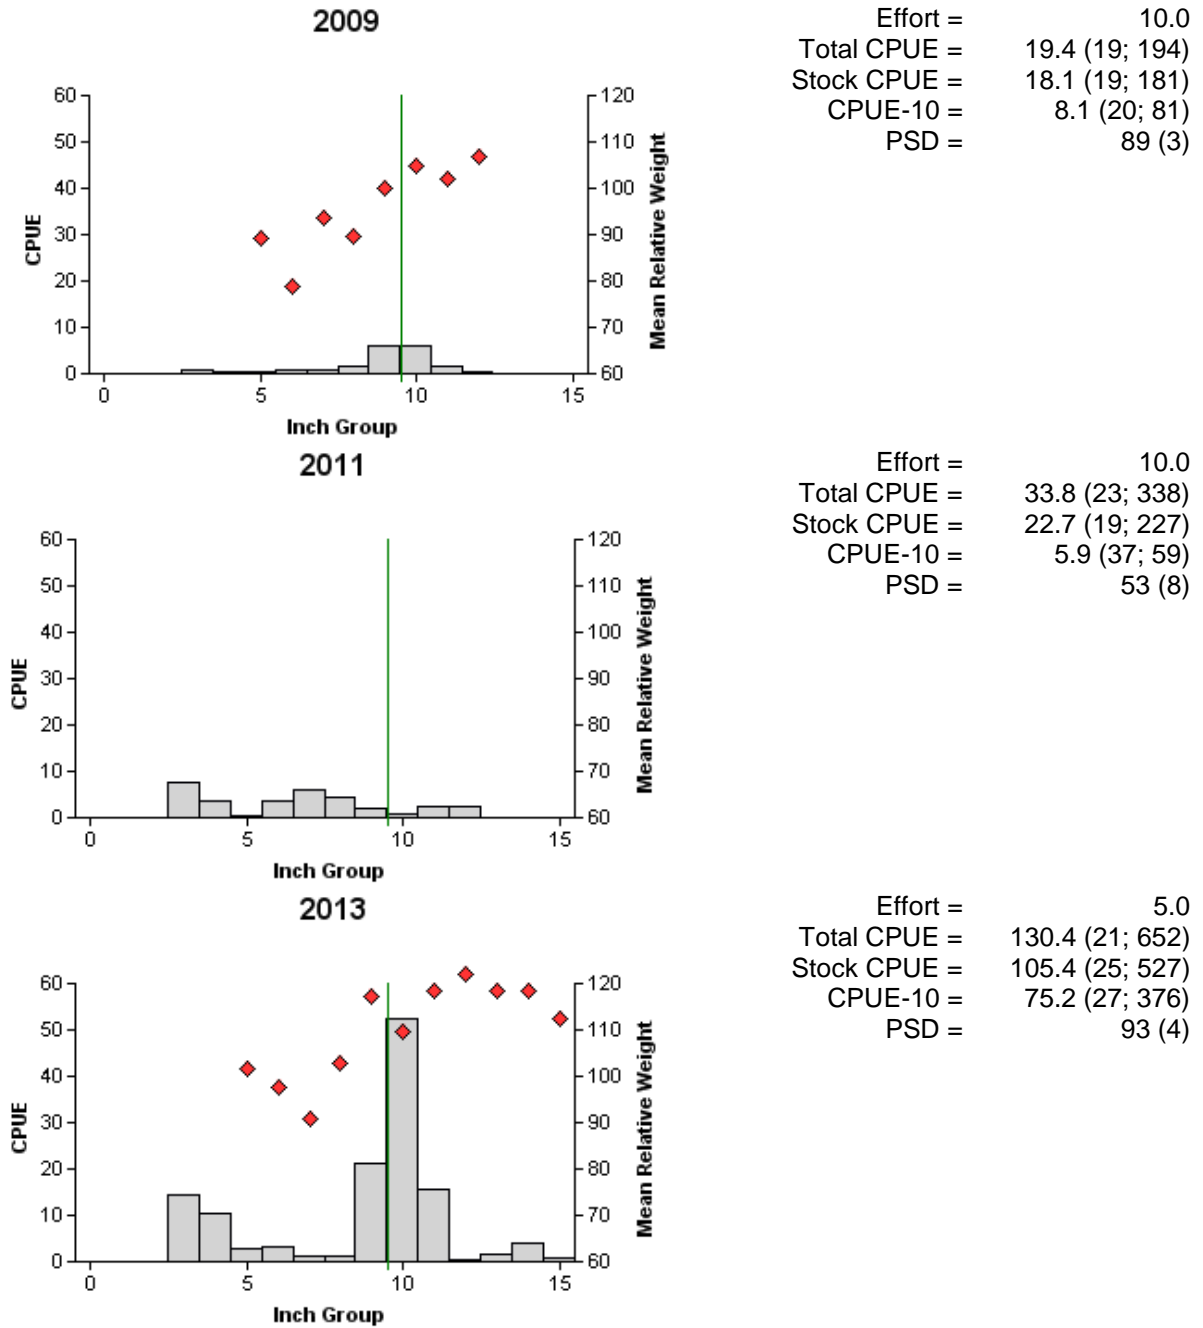 2009
Effort = 10.0
Total CPUE = 19.4 (19; 194)
Stock CPUE = 18.1 (19; 181)
CPUE-10 = 8.1 (20; 81)
PSD = 89 (3)
60 120
50 110
40 100
30 90
20 80
10 70
0 60
CPUE
Mean Relative Weight
0 5 10 15
Inch Group
2011
Effort = 10.0
Total CPUE = 33.8 (23; 338)
Stock CPUE = 22.7 (19; 227)
CPUE-10 = 5.9 (37; 59)
PSD = 53 (8)
60 120
50 110
40 100
30 90
20 80
10 70
0 60
CPUE
Mean Relative Weight
0 5 10 15
Inch Group
2013
Effort = 5.0
Total CPUE = 130.4 (21; 652)
Stock CPUE = 105.4 (25; 527)
CPUE-10 = 75.2 (27; 376)
PSD = 93 (4)
60 120
50 110
40 100
30 90
20 80
10 70
0 60
CPUE
Mean Relative Weight
0 5 10 15
Inch Group